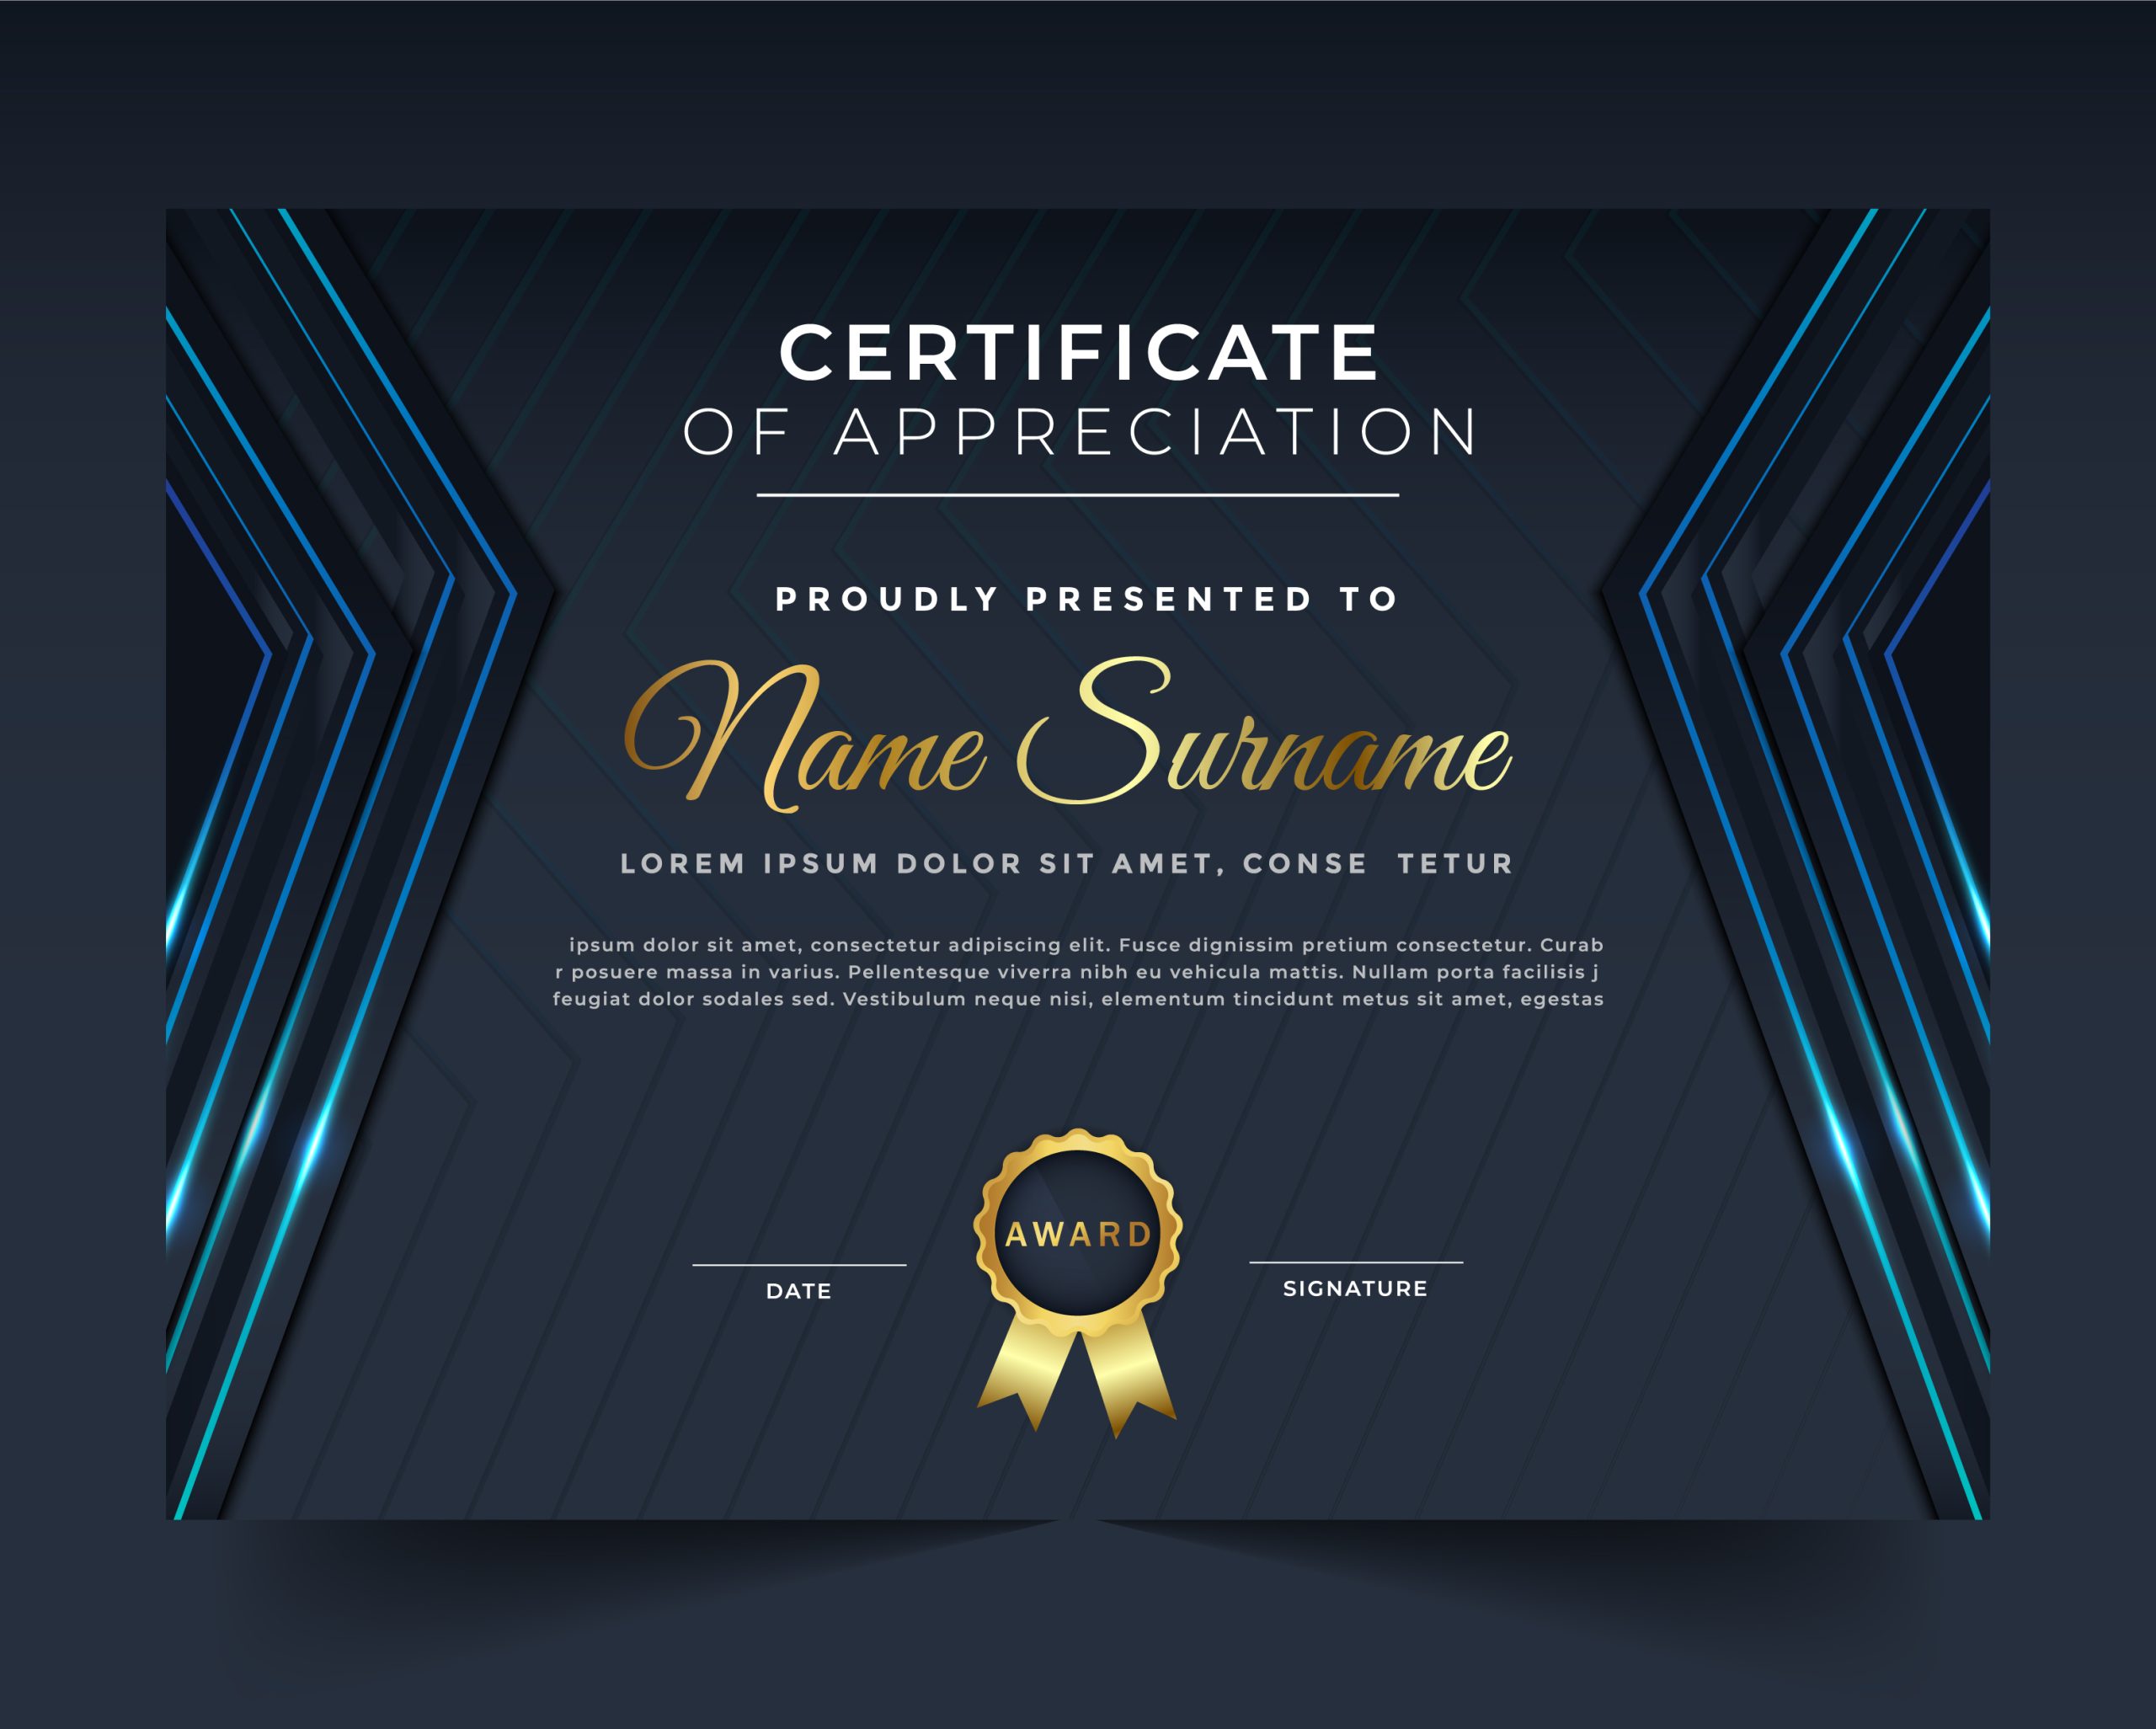 CERTIFICATE
OF APPRECIATION
PROUDLY PRESENTED TO
Name Surname
LOREM IPSUM DOLOR SIT AMET, CONSE TETUR
ipsum dolor sit amet, consectetur adipiscing elit. Fusce dignissim pretium consectetur. Curab
r posuere massa in varius. Pellentesque viverra nibh eu vehicula mattis. Nullam porta facilisis j
feugiat dolor sodales sed. Vestibulum neque nisi, elementum tincidunt metus sit amet, egestas
AWARD
DATE
SIGNATURE